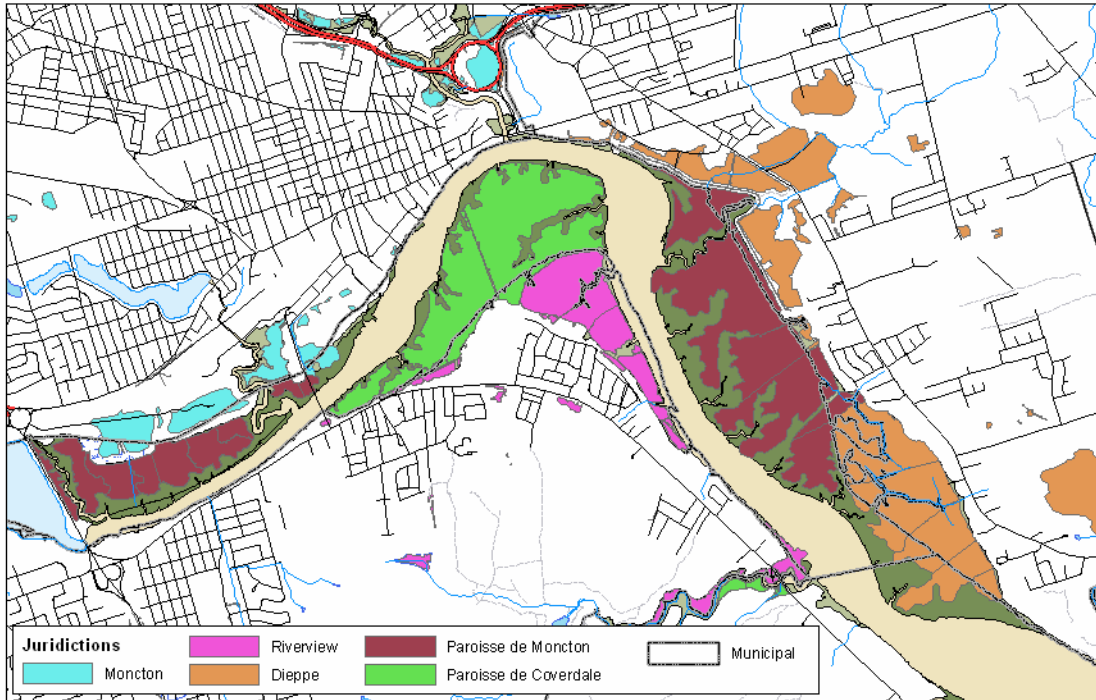 Juridictions
Moncton
Riverview
Dieppe
Paroisse de Moncton
Paroisse de Coverdale
Municipal